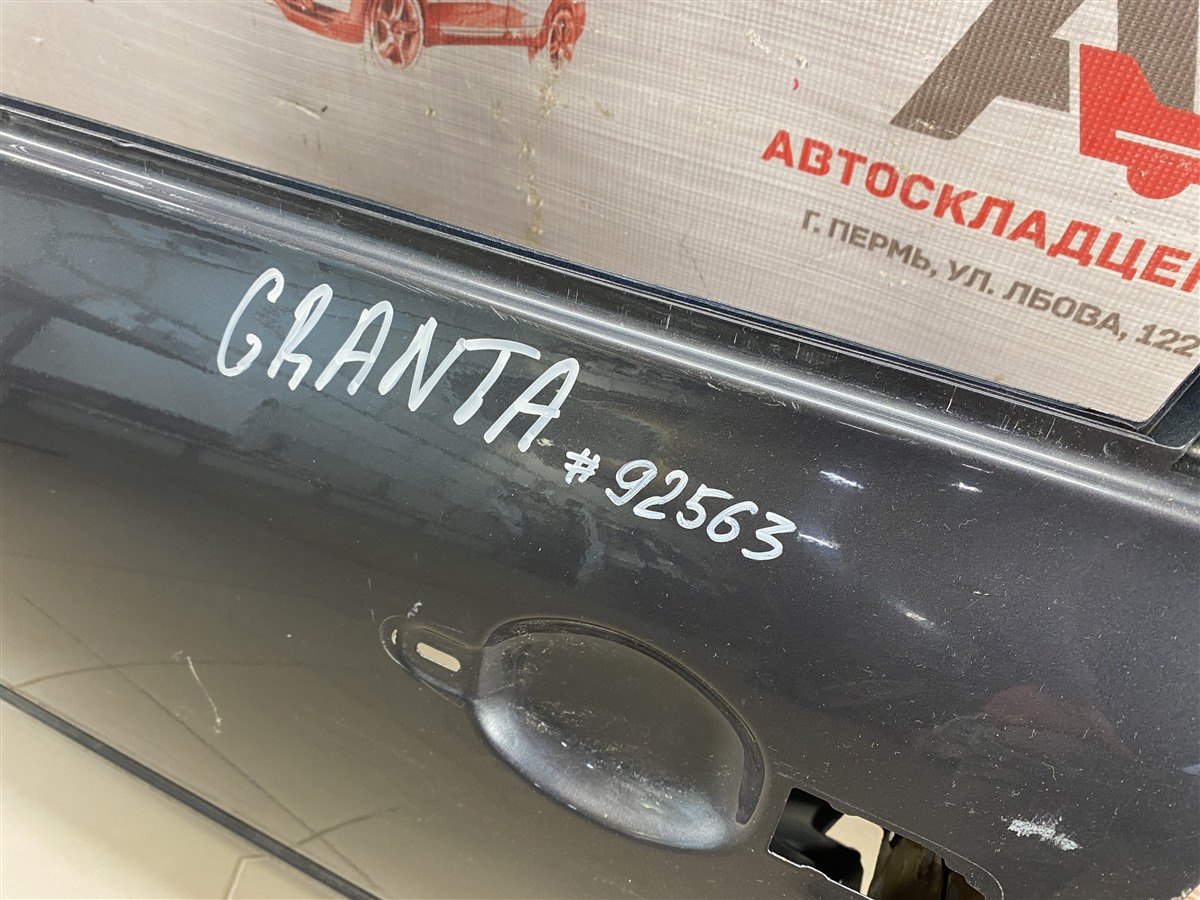 АВТОСКЛАДЦЕ
Г. ПЕРМЬ, УЛ. ЛБОВА, 122
GRANTA
#92563